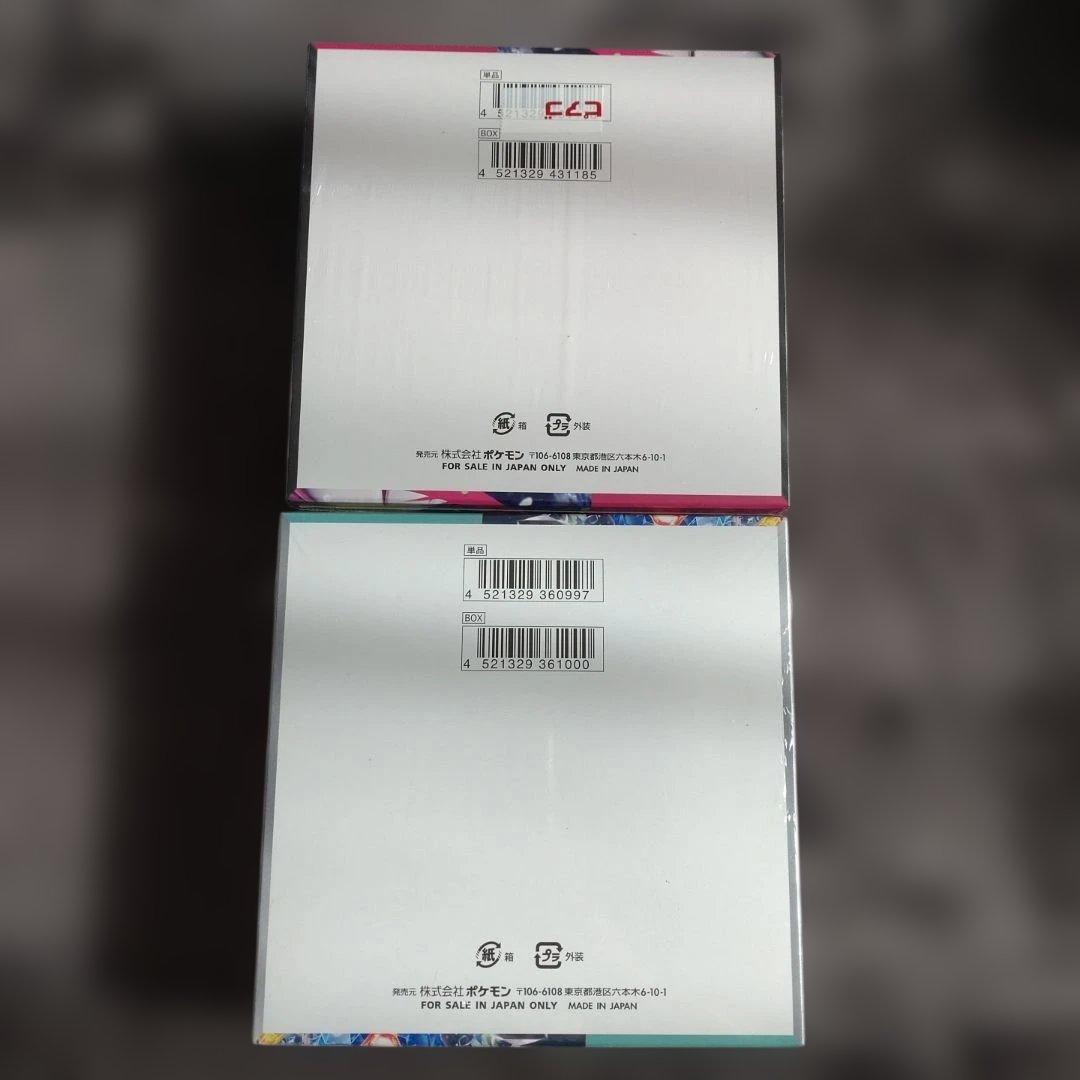 単品
4 521329
ビック
BOX
4 521329 431185
紙 箱 プラ 外装
発売元 株式会社ポケモン 〒106-6108 東京都港区六本木6-10-1
FOR SALE IN JAPAN ONLY MADE IN JAPAN
単品
4 521329 360997
BOX
4 521329 361000
紙 箱 プラ 外装
発売元 株式会社ポケモン 〒106-6108 東京都港区六本木6-10-1
FOR SALE IN JAPAN ONLY MADE IN JAPAN